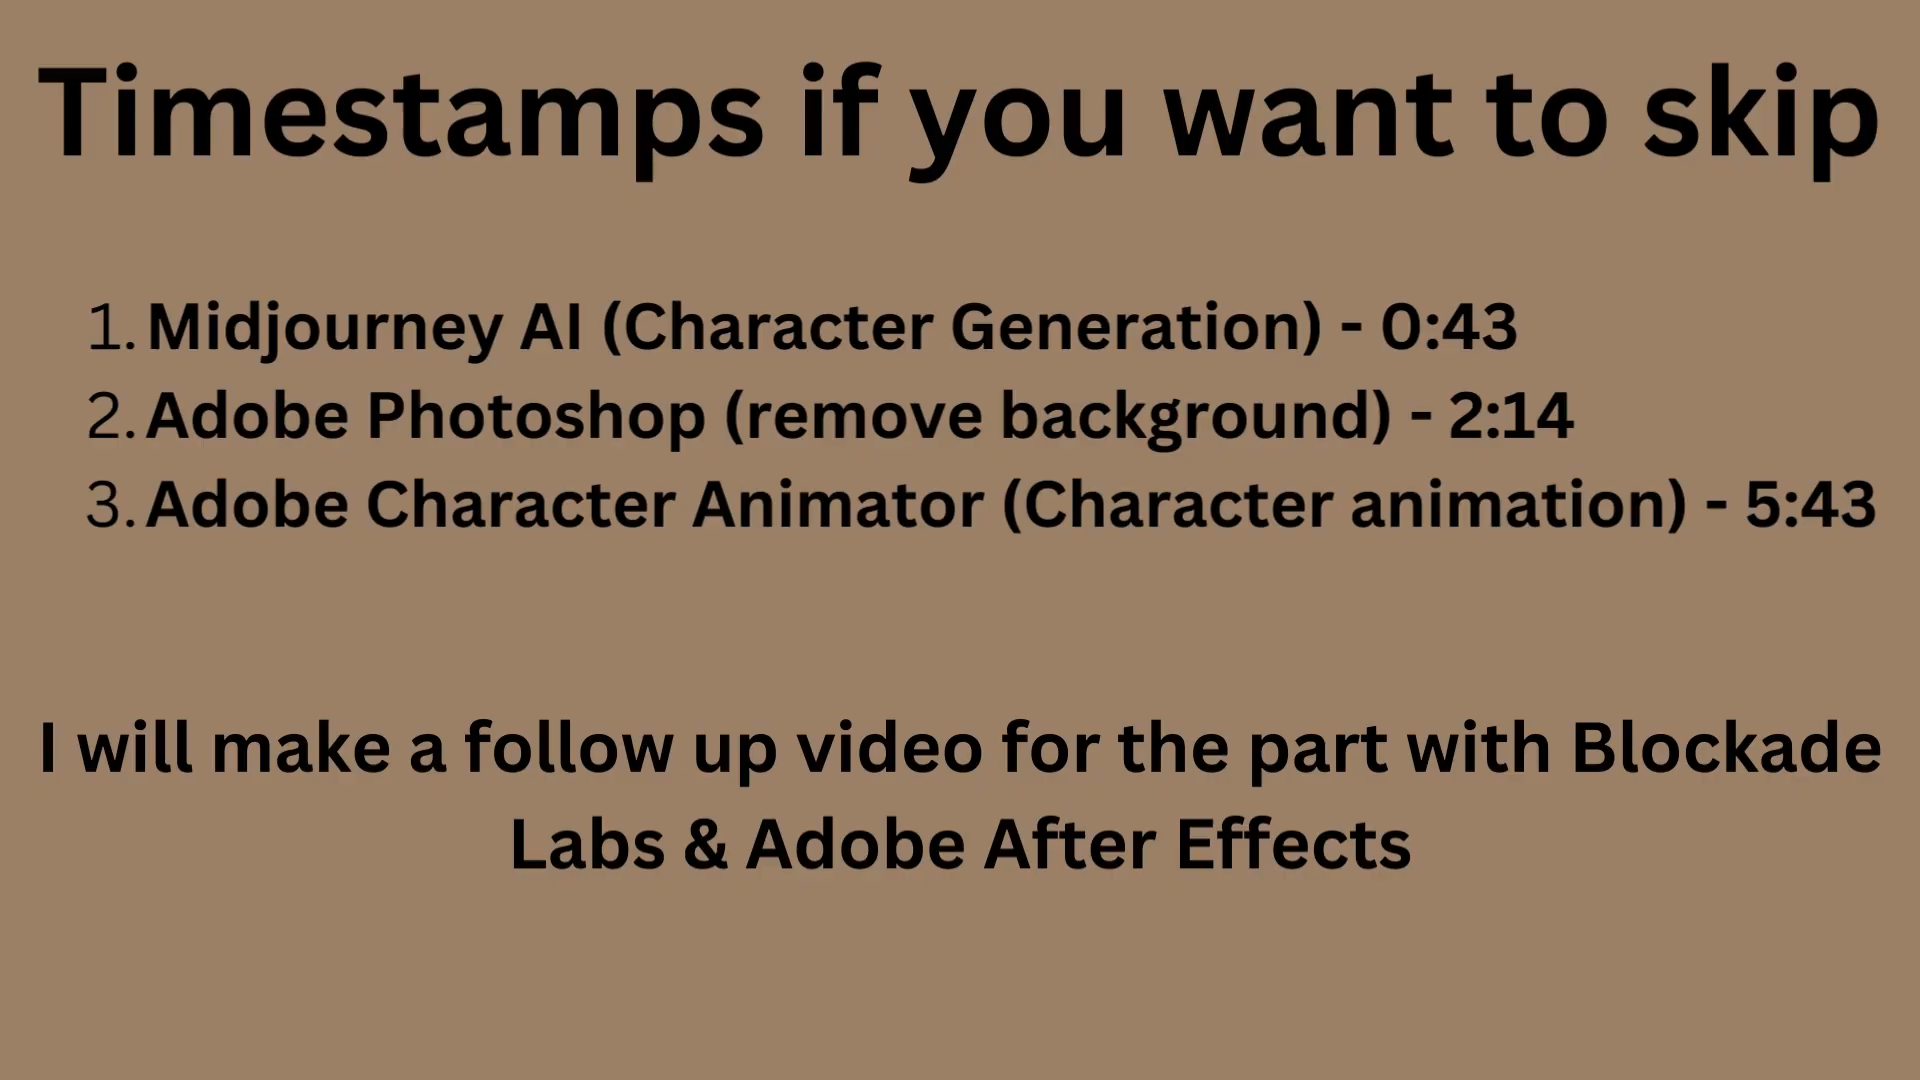 Timestamps if you want to skip
1. Midjourney AI (Character Generation) - 0:43
2. Adobe Photoshop (remove background) - 2:14
3. Adobe Character Animator (Character animation) - 5:43
I will make a follow up video for the part with Blockade
Labs & Adobe After Effects